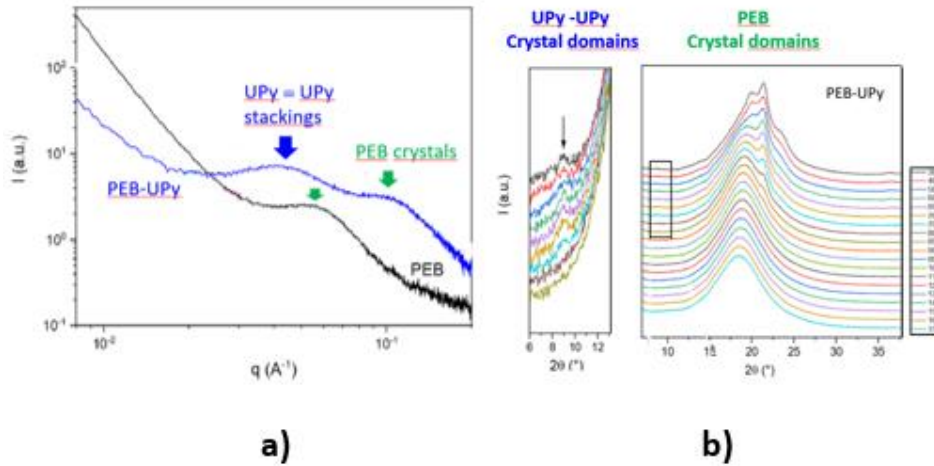 10²
10¹
10⁰
10⁻¹
I (a.u.)
UPy = UPy
stackings
PEB crystals
PEB-UPy
PEB
10⁻²
10⁻¹
q (A⁻¹)
a)
UPy -UPy
Crystal domains
I (a.u.)
6 8 10 12
2θ (°)
PEB
Crystal domains
PEB-UPy
10 15 20 25 30 35
2θ (°)
b)